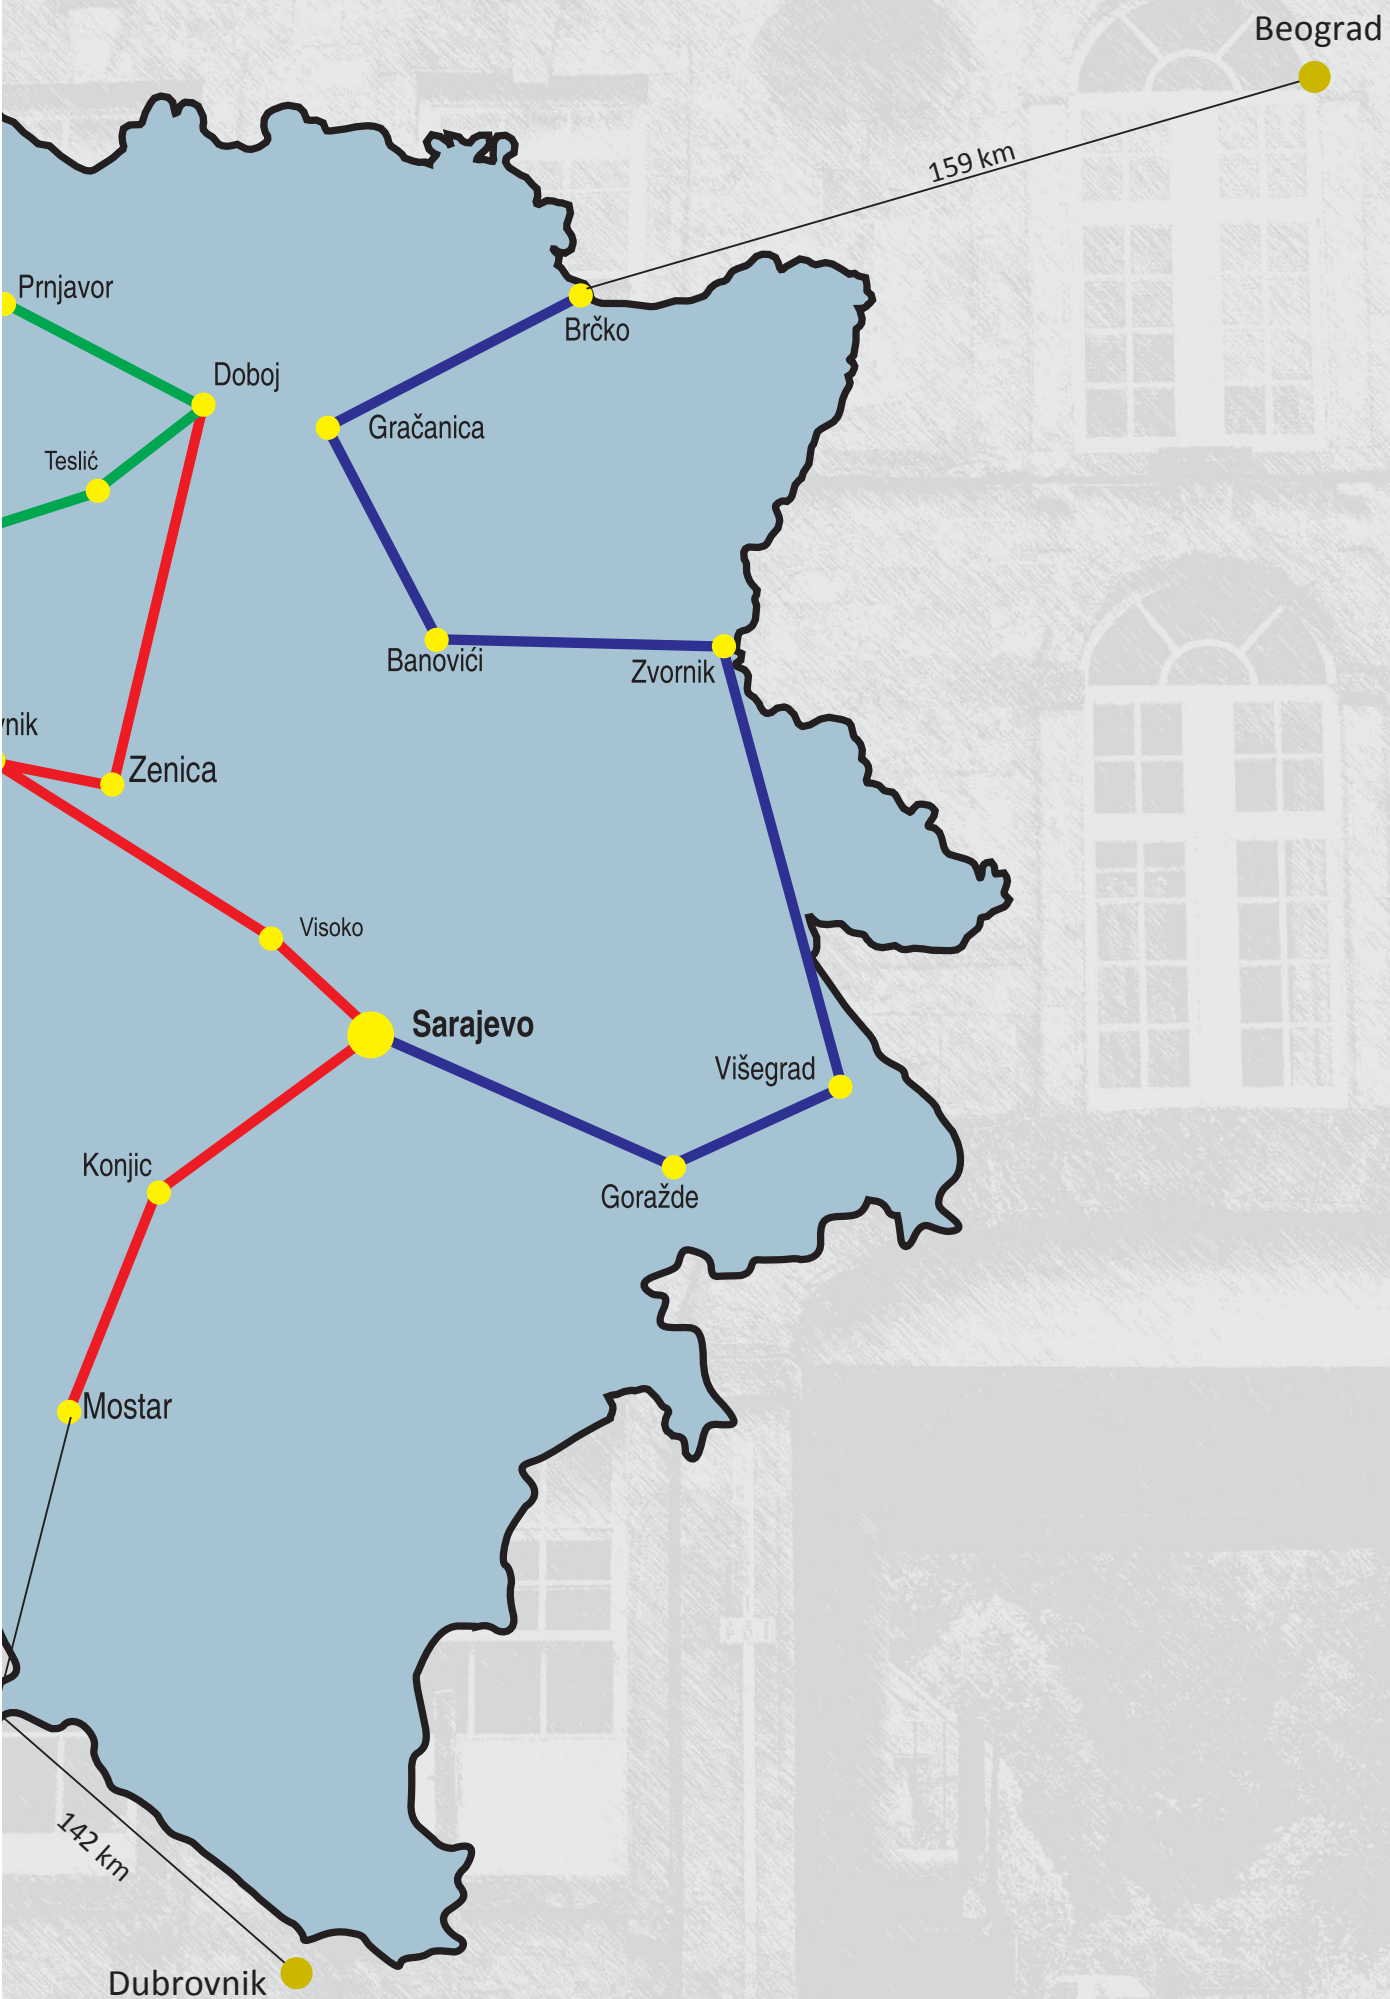 Beograd
159 km
Prnjavor
Brčko
Doboj
Gračanica
Teslić
Banovići
Zvornik
vnik
Zenica
Visoko
Sarajevo
Višegrad
Konjic
Goražde
Mostar
142 km
Dubrovnik